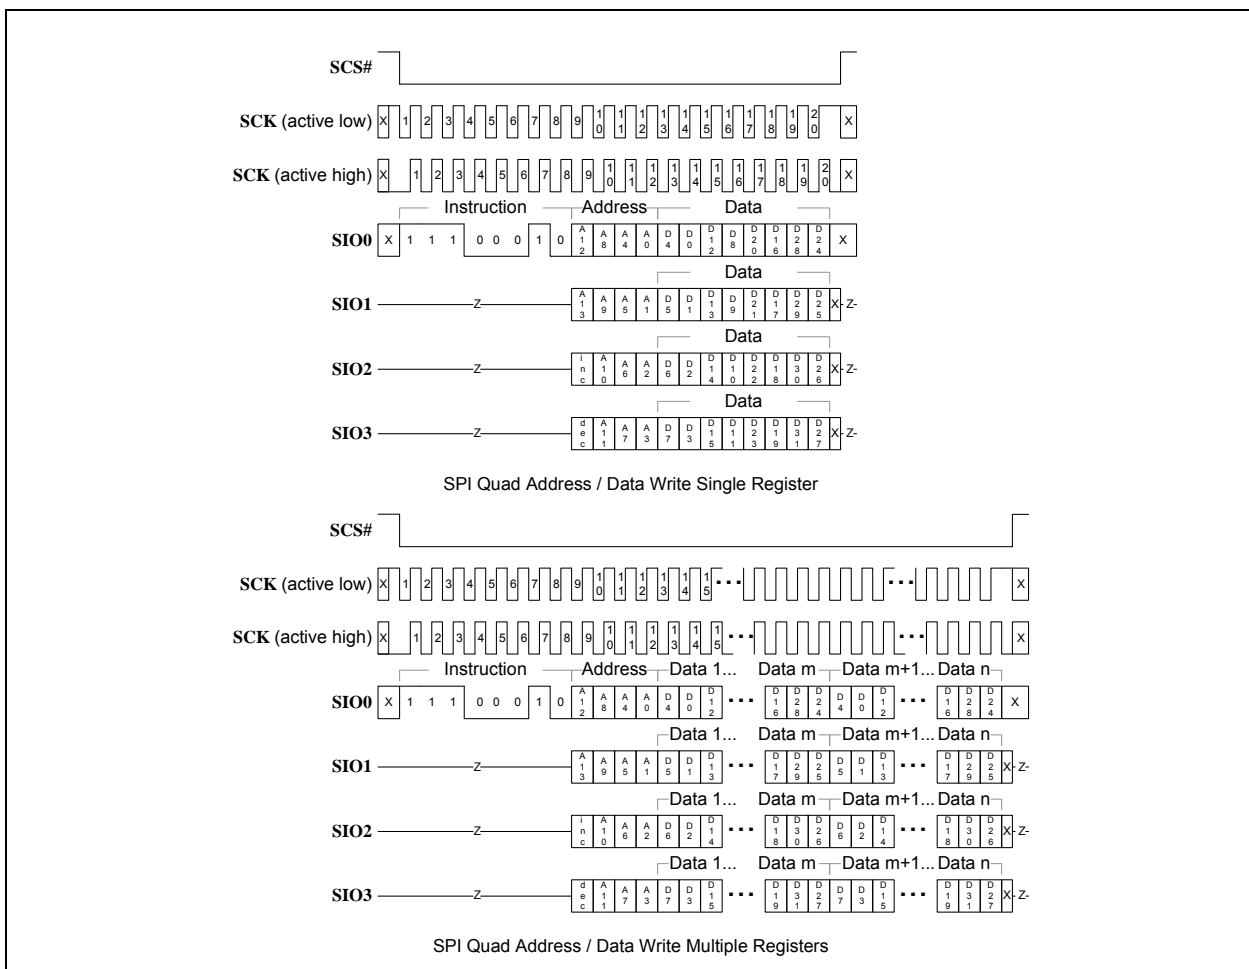 SCS#
SCK (active low) X 1 2 3 4 5 6 7 8 9 10 11 12 13 14 15 16 17 18 19 20 X
SCK (active high) X 1 2 3 4 5 6 7 8 9 10 11 12 13 14 15 16 17 18 19 20 X
Instruction Address Data
SIO0 X 1 1 1 0 0 0 1 0 A12 A8 A4 A0 D4 D0 D12 D8 D20 D16 D28 D24 X
Data
SIO1 Z A13 A9 A5 A1 D5 D1 D13 D9 D21 D17 D29 D25 X Z
Data
SIO2 Z inc A10 A6 A2 D6 D2 D14 D10 D22 D18 D30 D26 X Z
Data
SIO3 Z dec A11 A7 A3 D7 D3 D15 D11 D23 D19 D31 D27 X Z
SPI Quad Address / Data Write Single Register
SCS#
SCK (active low) X 1 2 3 4 5 6 7 8 9 10 11 12 13 14 15 ... ... X
SCK (active high) X 1 2 3 4 5 6 7 8 9 10 11 12 13 14 15 ... ... X
Instruction Address Data 1... Data m Data m+1... Data n
SIO0 X 1 1 1 0 0 0 1 0 A12 A8 A4 A0 D4 D0 D12 ... D16 D28 D24 D4 D0 D12 ... D16 D28 D24 X
Data 1... Data m Data m+1... Data n
SIO1 Z A13 A9 A5 A1 D5 D1 D13 ... D17 D29 D25 D5 D1 D13 ... D17 D29 D25 X Z
Data 1... Data m Data m+1... Data n
SIO2 Z inc A10 A6 A2 D6 D2 D14 ... D18 D30 D26 D6 D2 D14 ... D18 D30 D26 X Z
Data 1... Data m Data m+1... Data n
SIO3 Z dec A11 A7 A3 D7 D3 D15 ... D19 D31 D27 D7 D3 D15 ... D19 D31 D27 X Z
SPI Quad Address / Data Write Multiple Registers